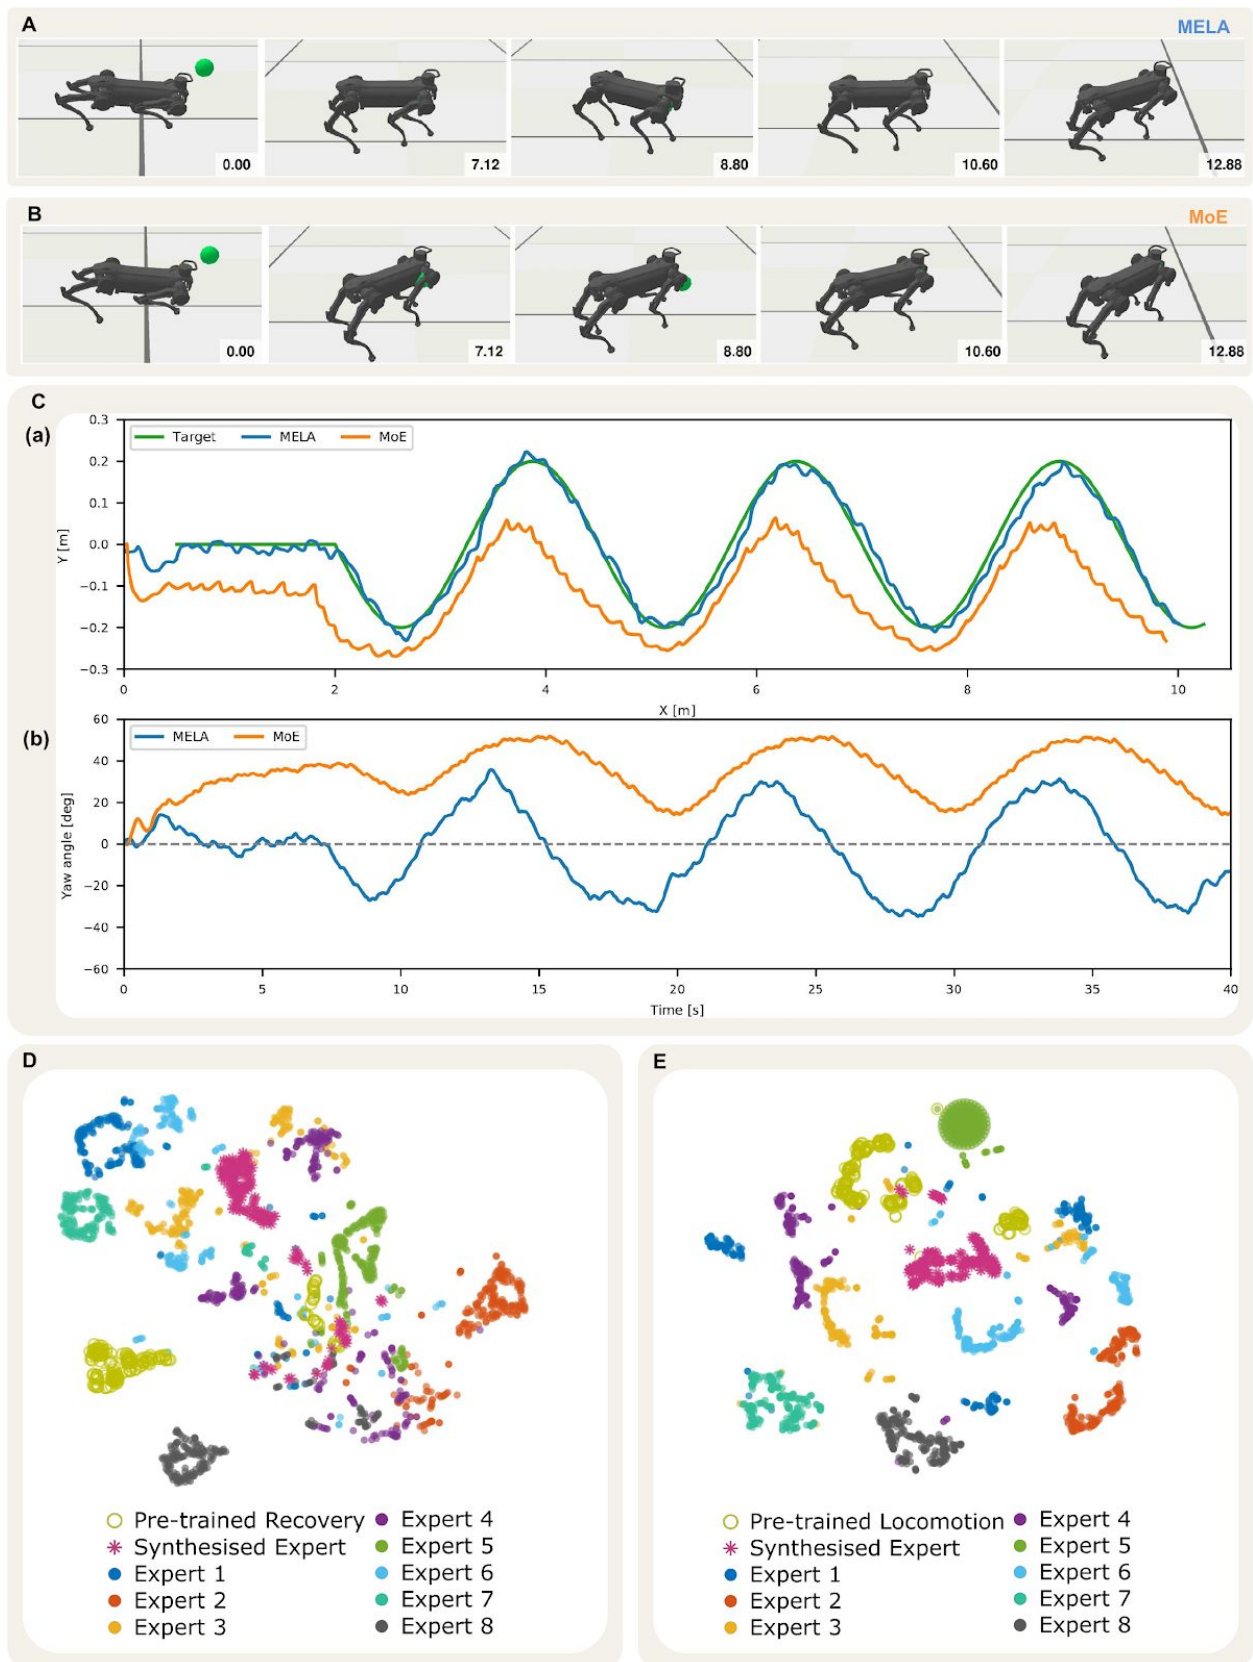 A
MELA
0.00
7.12
8.80
10.60
12.88
B
MoE
0.00
7.12
8.80
10.60
12.88
C
(a)
0.3
0.2
0.1
0.0
−0.1
−0.2
−0.3
Y [m]
Target MELA MoE
0 2 4 6 8 10
X [m]
(b)
60
40
20
0
−20
−40
−60
Yaw angle [deg]
MELA MoE
0 5 10 15 20 25 30 35 40
Time [s]
D
Pre-trained Recovery
Synthesised Expert
Expert 1
Expert 2
Expert 3
Expert 4
Expert 5
Expert 6
Expert 7
Expert 8
E
Pre-trained Locomotion
Synthesised Expert
Expert 1
Expert 2
Expert 3
Expert 4
Expert 5
Expert 6
Expert 7
Expert 8